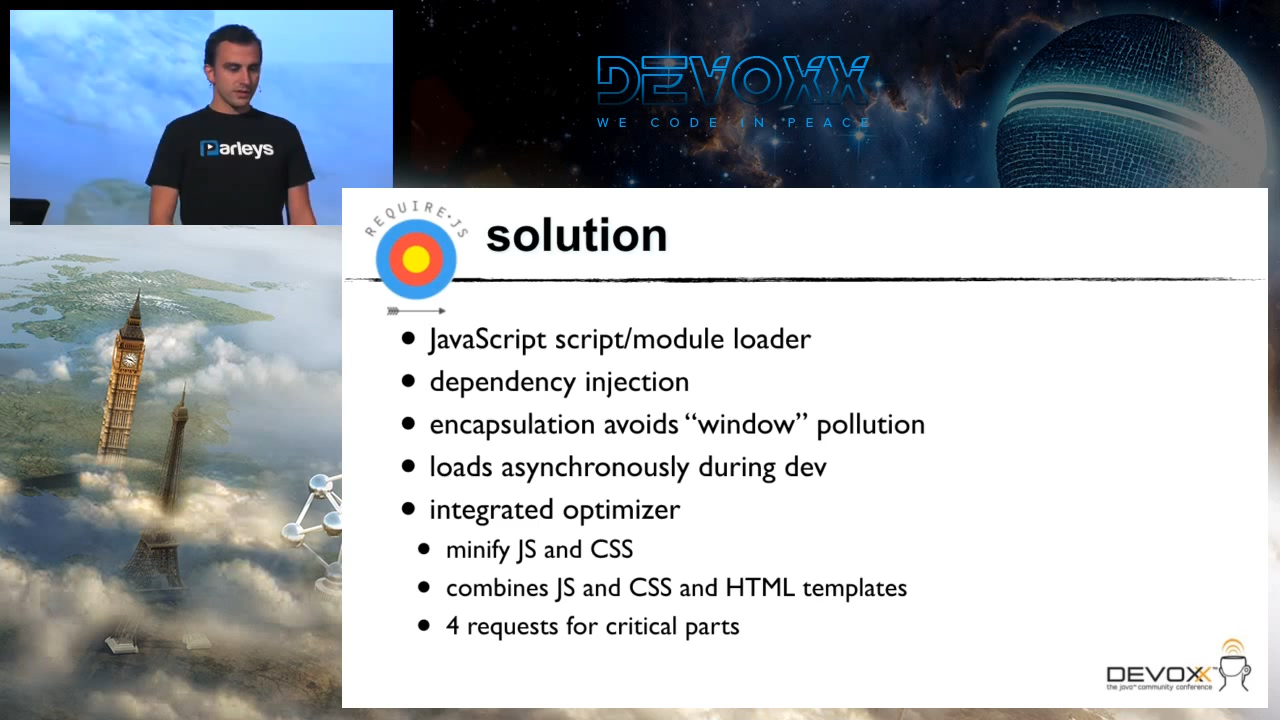 DEVOXX
WE CODE IN PEACE
Parleys
REQUIRE·JS
solution
• JavaScript script/module loader
• dependency injection
• encapsulation avoids “window” pollution
• loads asynchronously during dev
• integrated optimizer
• minify JS and CSS
• combines JS and CSS and HTML templates
• 4 requests for critical parts
DEVOXX™
the java™ community conference